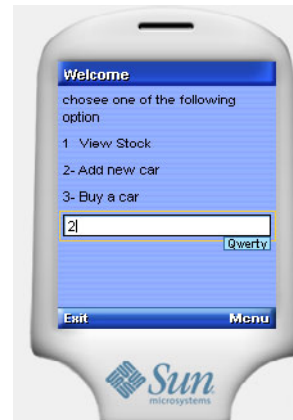 Welcome
chosee one of the following
option
1 View Stock
2- Add new car
3- Buy a car
2
Qwerty
Exit Menu
Sun
microsystems